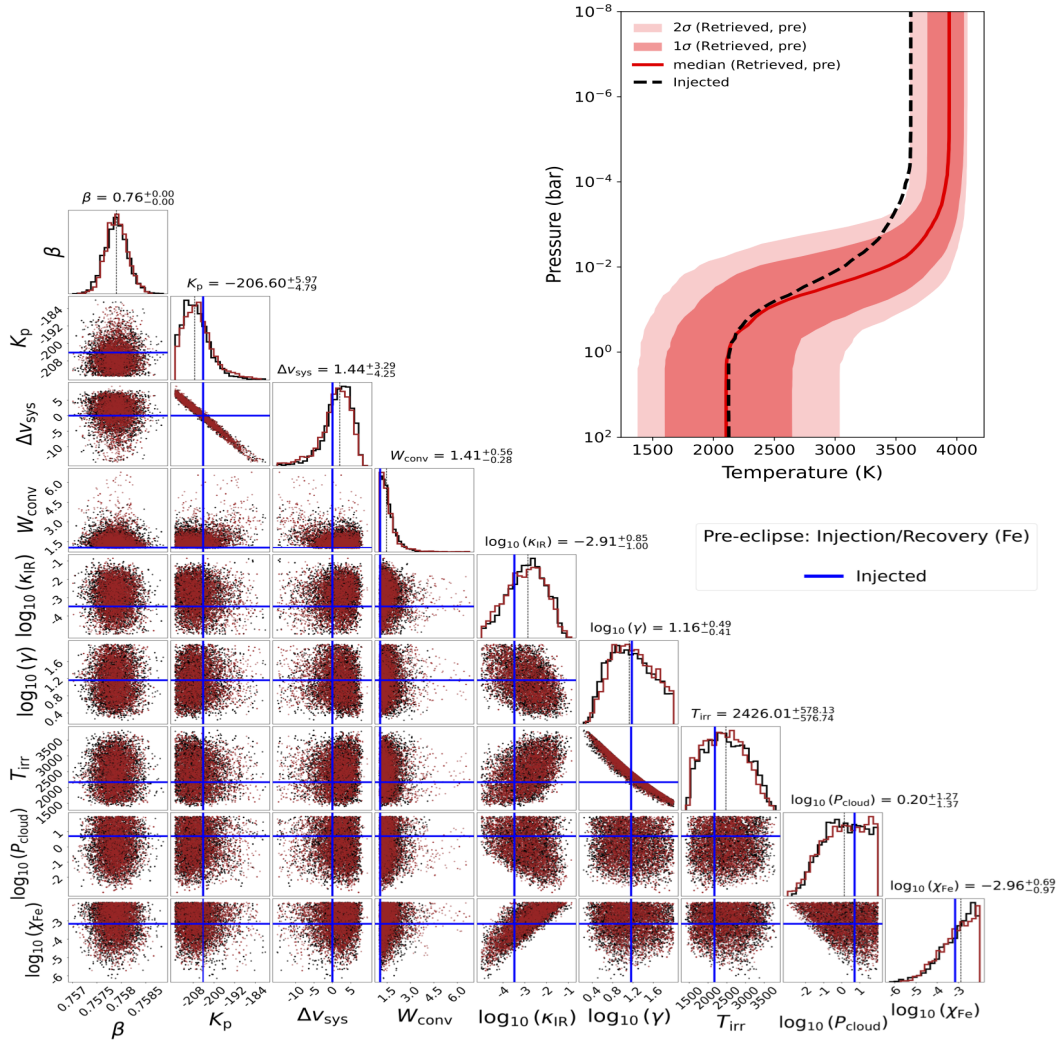 10⁻⁸
10⁻⁶
10⁻⁴
10⁻²
10⁰
10²
Pressure (bar)
2σ (Retrieved, pre)
1σ (Retrieved, pre)
median (Retrieved, pre)
Injected
1500 2000 2500 3000 3500 4000
Temperature (K)
Pre-eclipse: Injection/Recovery (Fe)
Injected
β = 0.76 +0.00 −0.00
β
Kp = −206.60 +5.97 −4.79
Kp
-184
-192
-200
-208
Δvsys = 1.44 +3.29 −4.25
Δvsys
5
0
-5
-10
Wconv = 1.41 +0.56 −0.28
Wconv
6.0
4.5
3.0
1.5
log10 (κIR) = −2.91 +0.85 −1.00
log10 (κIR)
-1
-2
-3
-4
log10 (γ) = 1.16 +0.49 −0.41
log10 (γ)
1.6
1.2
0.8
0.4
Tirr = 2426.01 +578.13 −576.74
Tirr
3500
3000
2500
2000
1500
log10 (Pcloud) = 0.20 +1.27 −1.37
log10 (Pcloud)
1
0
-1
-2
log10 (χFe) = −2.96 +0.69 −0.97
log10 (χFe)
-3
-4
-5
-6
0.757 0.7575 0.758 0.7585
β
-208 -200 -192 -184
Kp
-10 -5 0 5
Δvsys
1.5 3.0 4.5 6.0
Wconv
-4 -3 -2 -1
log10 (κIR)
0.4 0.8 1.2 1.6
log10 (γ)
1500 2000 2500 3000 3500
Tirr
-2 -1 0 1
log10 (Pcloud)
-6 -5 -4 -3
log10 (χFe)